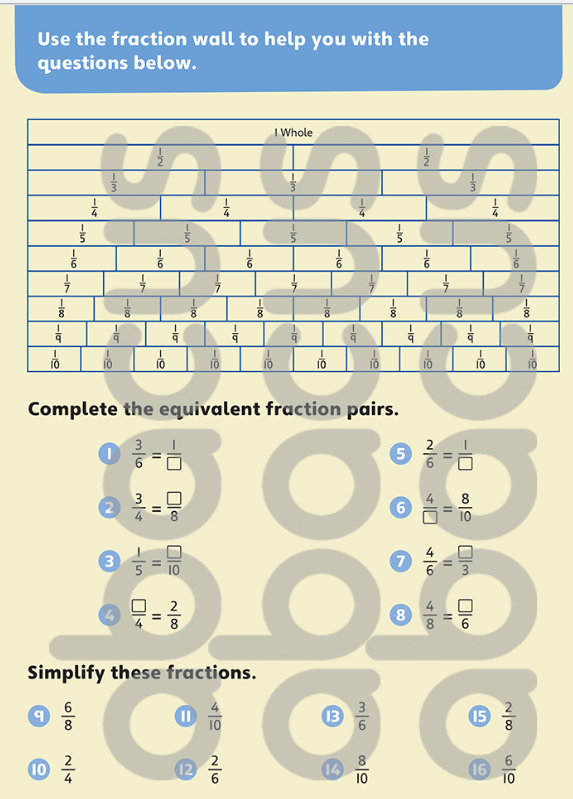 Use the fraction wall to help you with the
questions below.
1 Whole
1/2 1/2
1/3 1/3 1/3
1/4 1/4 1/4 1/4
1/5 1/5 1/5 1/5 1/5
1/6 1/6 1/6 1/6 1/6 1/6
1/7 1/7 1/7 1/7 1/7 1/7 1/7
1/8 1/8 1/8 1/8 1/8 1/8 1/8 1/8
1/9 1/9 1/9 1/9 1/9 1/9 1/9 1/9 1/9
1/10 1/10 1/10 1/10 1/10 1/10 1/10 1/10 1/10 1/10
Complete the equivalent fraction pairs.
1 3/6 = 1/□ 5 2/6 = 1/□
2 3/4 = □/8 6 4/□ = 8/10
3 1/5 = □/10 7 4/6 = □/3
4 □/4 = 2/8 8 4/8 = □/6
Simplify these fractions.
9 6/8 11 4/10 13 3/6 15 2/8
10 2/4 12 2/6 14 8/10 16 6/10
abacus
abacus
abacus